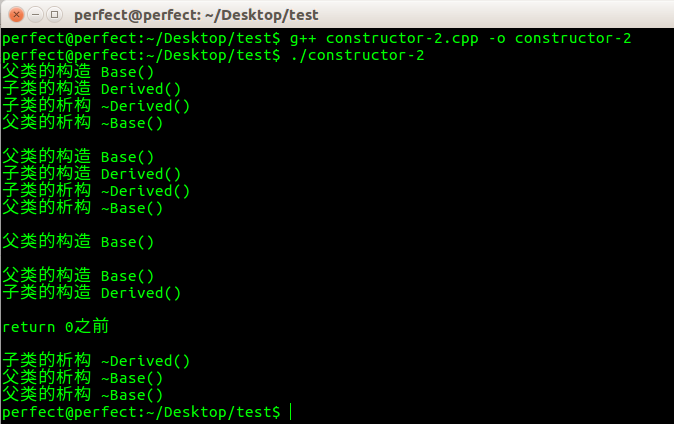 perfect@perfect: ~/Desktop/test
perfect@perfect:~/Desktop/test$ g++ constructor-2.cpp -o constructor-2
perfect@perfect:~/Desktop/test$ ./constructor-2
父类的构造 Base()
子类的构造 Derived()
子类的析构 ~Derived()
父类的析构 ~Base()
父类的构造 Base()
子类的构造 Derived()
子类的析构 ~Derived()
父类的析构 ~Base()
父类的构造 Base()
父类的构造 Base()
子类的构造 Derived()
return 0之前
子类的析构 ~Derived()
父类的析构 ~Base()
父类的析构 ~Base()
perfect@perfect:~/Desktop/test$